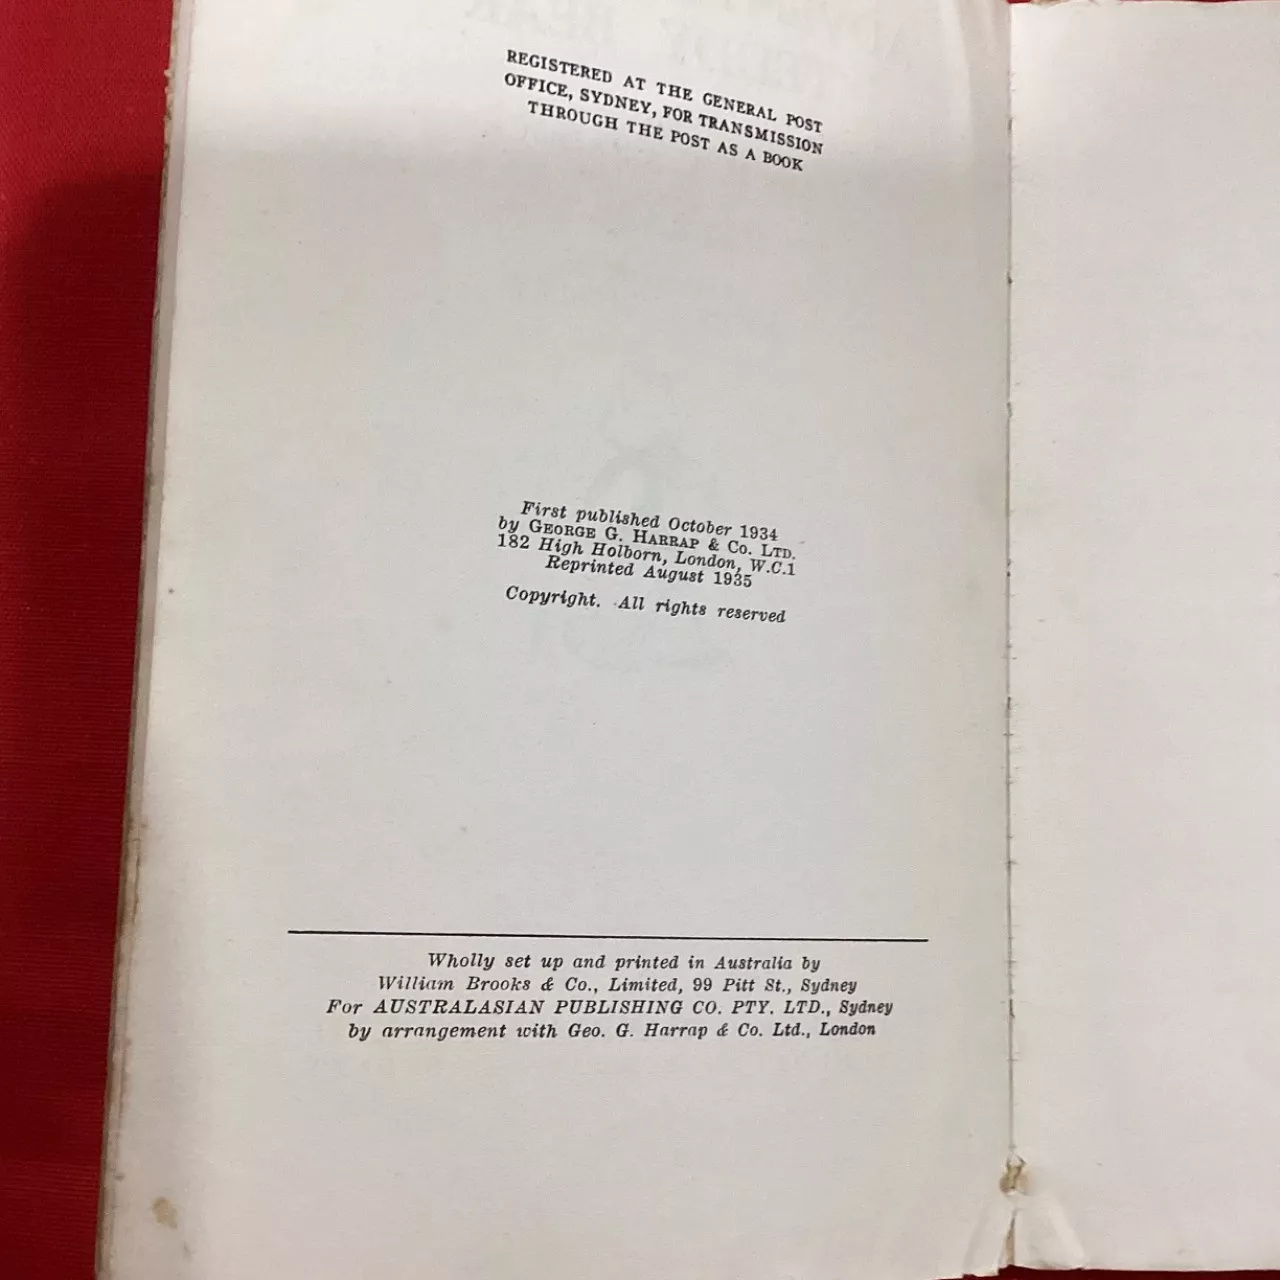 REGISTERED AT THE GENERAL POST
OFFICE, SYDNEY, FOR TRANSMISSION
THROUGH THE POST AS A BOOK
First published October 1934
by GEORGE G. HARRAP & CO. LTD.
182 High Holborn, London, W.C.1
Reprinted August 1935
Copyright. All rights reserved
Wholly set up and printed in Australia by
William Brooks & Co., Limited, 99 Pitt St., Sydney
For AUSTRALASIAN PUBLISHING CO. PTY. LTD., Sydney
by arrangement with Geo. G. Harrap & Co. Ltd., London